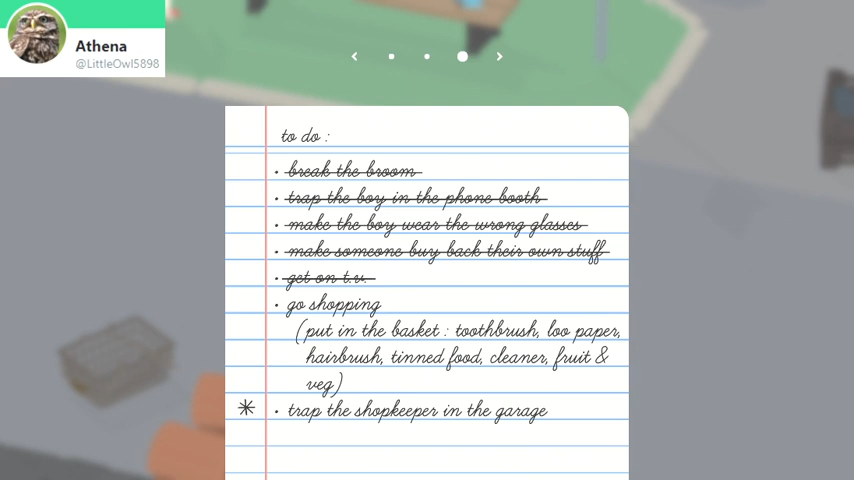 Athena
@LittleOwl5898
to do :
• break the broom
• trap the boy in the phone booth
• make the boy wear the wrong glasses
• make someone buy back their own stuff
• get on t.v.
• go shopping
(put in the basket : toothbrush, loo paper,
hairbrush, tinned food, cleaner, fruit &
veg)
* • trap the shopkeeper in the garage